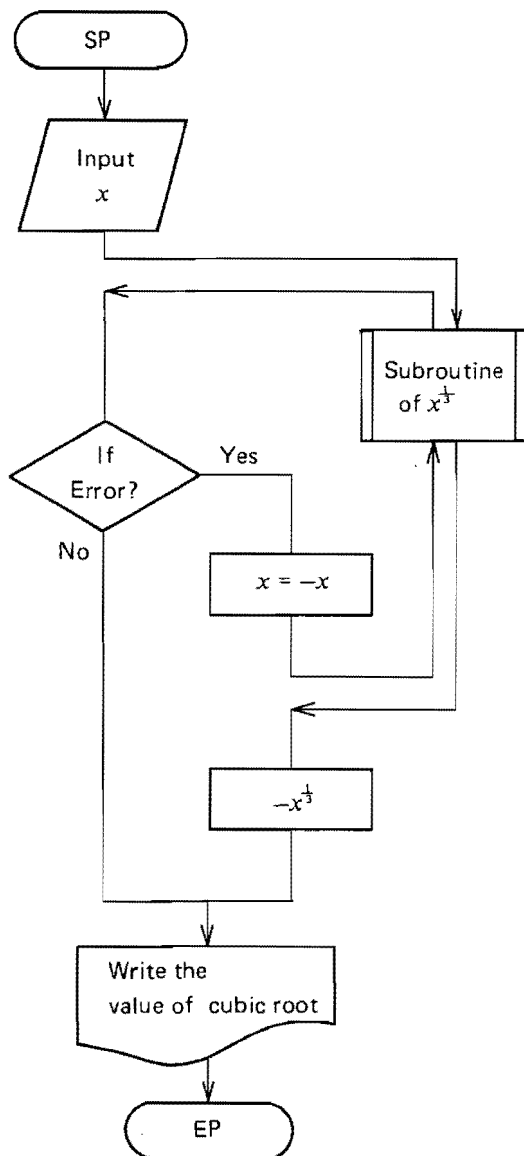 SP
Input
x
Subroutine
of x^{1/3}
If
Error?
Yes
No
x = −x
−x^{1/3}
Write the
value of cubic root
EP